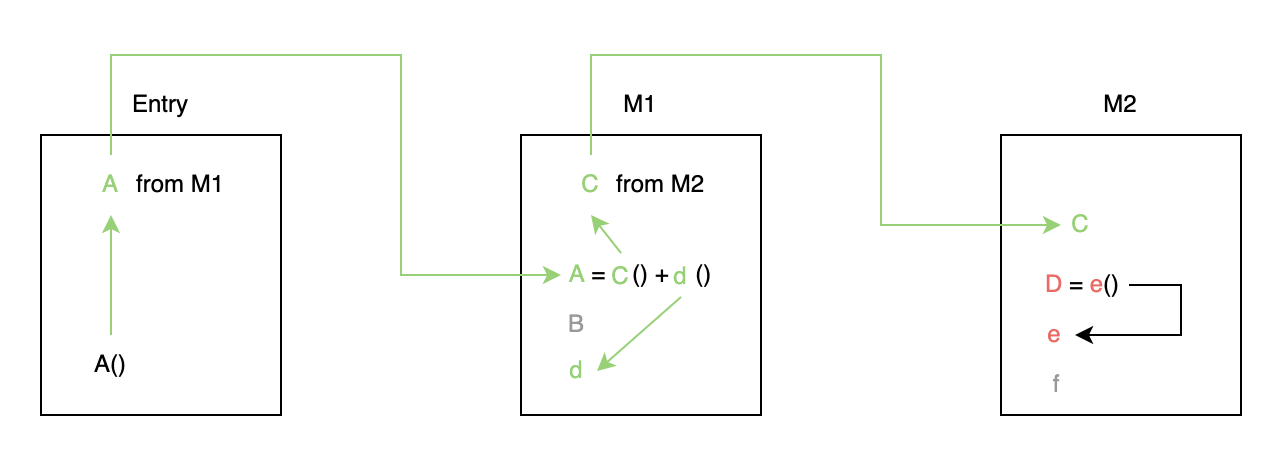 Entry
A from M1
A()
M1
C from M2
A = C () + d ()
B
d
M2
C
D = e()
e
f